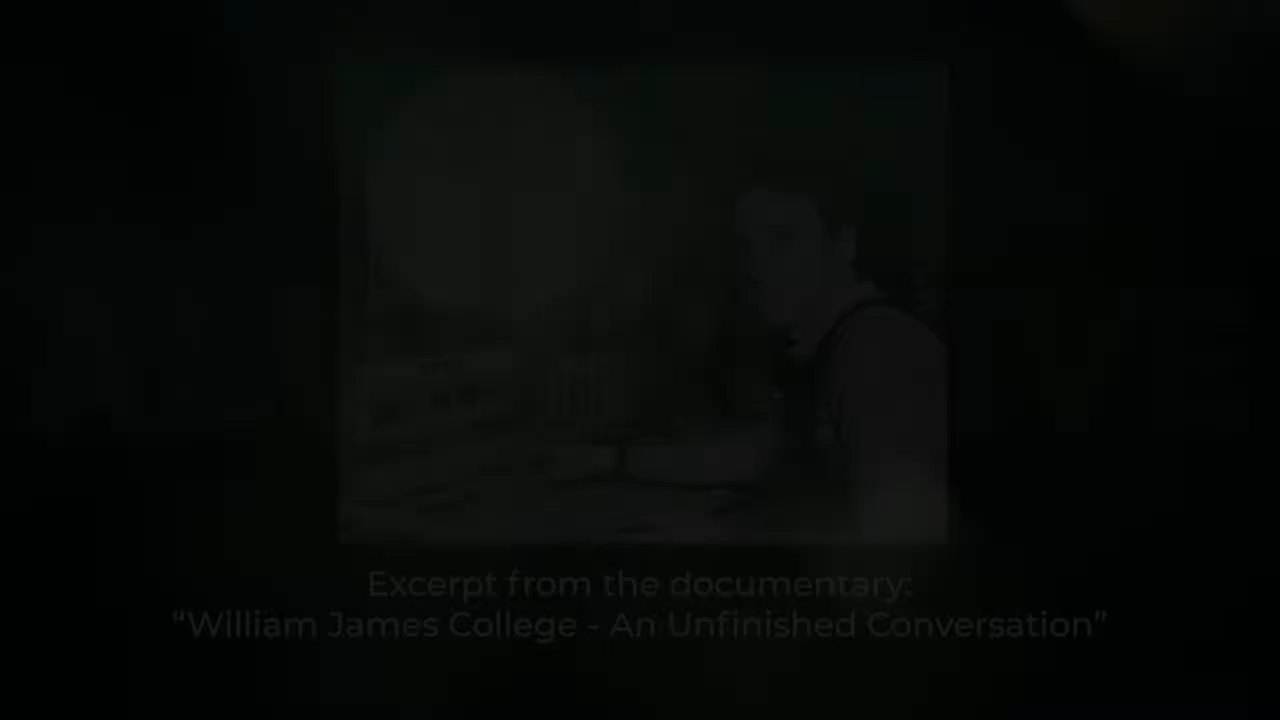 Excerpt from the documentary:
“William James College - An Unfinished Conversation”